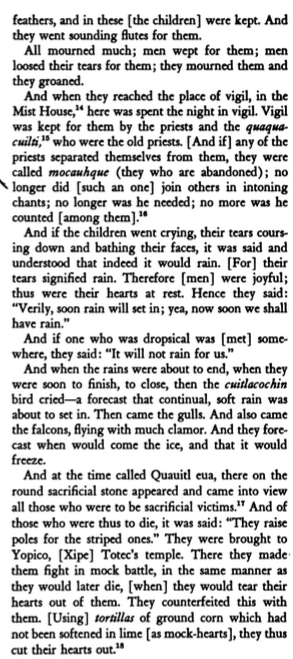 feathers, and in these [the children] were kept. And
they went sounding flutes for them.
All mourned much; men wept for them; men
loosed their tears for them; they mourned them and
they groaned.
And when they reached the place of vigil, in the
Mist House,14 here was spent the night in vigil. Vigil
was kept for them by the priests and the quaqua-
cuilti,15 who were the old priests. [And if] any of the
priests separated themselves from them, they were
called mocauhque (they who are abandoned); no
longer did [such an one] join others in intoning
chants; no longer was he needed; no more was he
counted [among them].16
And if the children went crying, their tears cours-
ing down and bathing their faces, it was said and
understood that indeed it would rain. [For] their
tears signified rain. Therefore [men] were joyful;
thus were their hearts at rest. Hence they said:
“Verily, soon rain will set in; yea, now soon we shall
have rain.”
And if one who was dropsical was [met] some-
where, they said: “It will not rain for us.”
And when the rains were about to end, when they
were soon to finish, to close, then the cuitlacochin
bird cried—a forecast that continual, soft rain was
about to set in. Then came the gulls. And also came
the falcons, flying with much clamor. And they fore-
cast when would come the ice, and that it would
freeze.
And at the time called Quauitl eua, there on the
round sacrificial stone appeared and came into view
all those who were to be sacrificial victims.17 And of
those who were thus to die, it was said: “They raise
poles for the striped ones.” They were brought to
Yopico, [Xipe] Totec’s temple. There they made
them fight in mock battle, in the same manner as
they would later die, [when] they would tear their
hearts out of them. They counterfeited this with
them. [Using] tortillas of ground corn which had
not been softened in lime [as mock-hearts], they thus
cut their hearts out.18